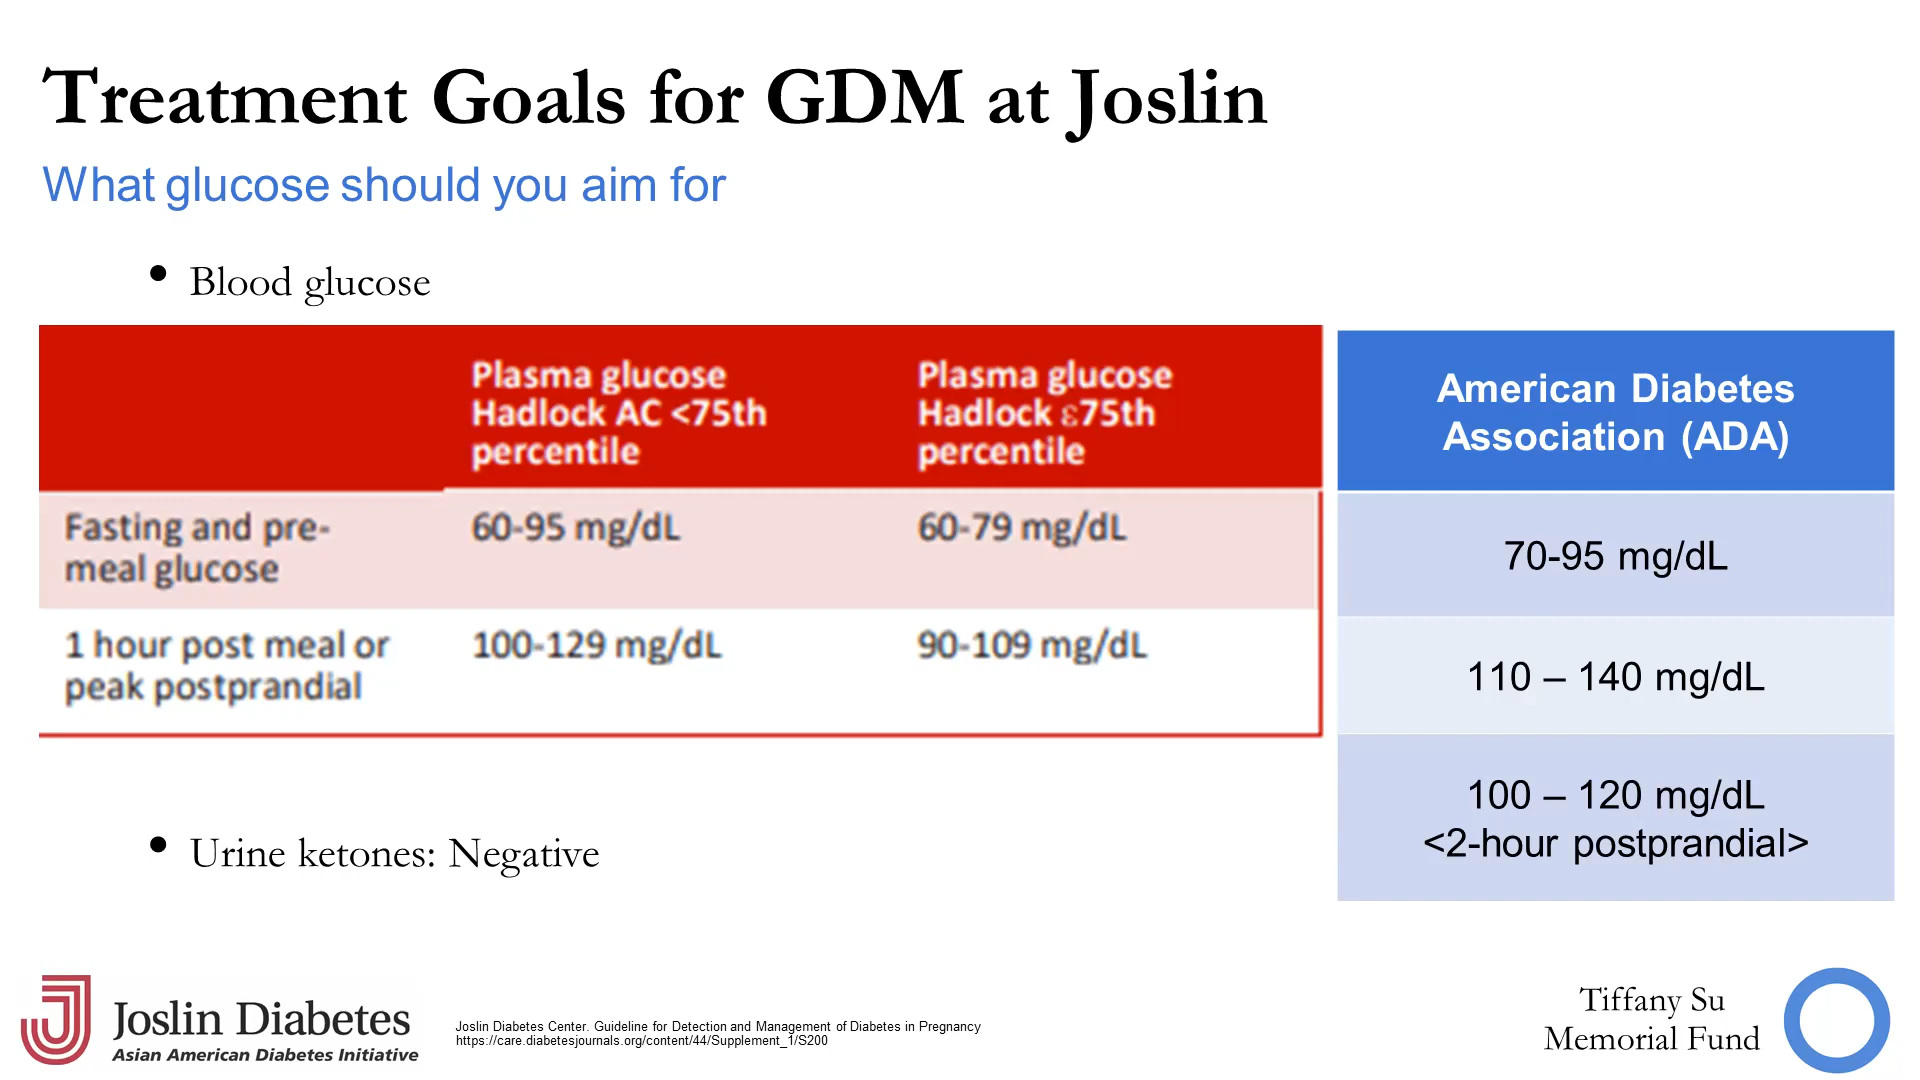 Treatment Goals for GDM at Joslin
What glucose should you aim for
• Blood glucose
Plasma glucose
Hadlock AC <75th
percentile
Plasma glucose
Hadlock ε75th
percentile
American Diabetes
Association (ADA)
Fasting and pre-
meal glucose
60-95 mg/dL
60-79 mg/dL
70-95 mg/dL
1 hour post meal or
peak postprandial
100-129 mg/dL
90-109 mg/dL
110 – 140 mg/dL
100 – 120 mg/dL
<2-hour postprandial>
• Urine ketones: Negative
Joslin Diabetes
Asian American Diabetes Initiative
Joslin Diabetes Center. Guideline for Detection and Management of Diabetes in Pregnancy
https://care.diabetesjournals.org/content/44/Supplement_1/S200
Tiffany Su
Memorial Fund